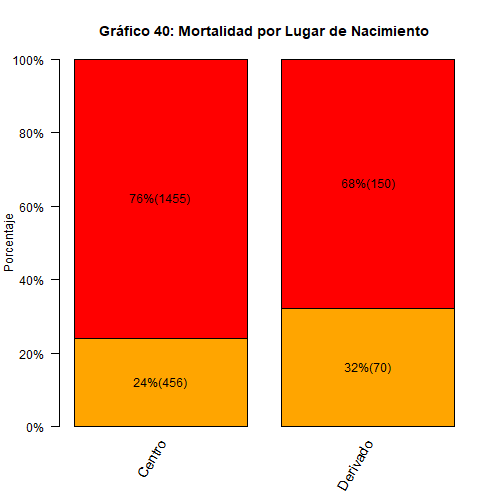 Gráfico 40: Mortalidad por Lugar de Nacimiento
Porcentaje
100%
80%
60%
40%
20%
0%
76%(1455)
68%(150)
24%(456)
32%(70)
Centro
Derivado